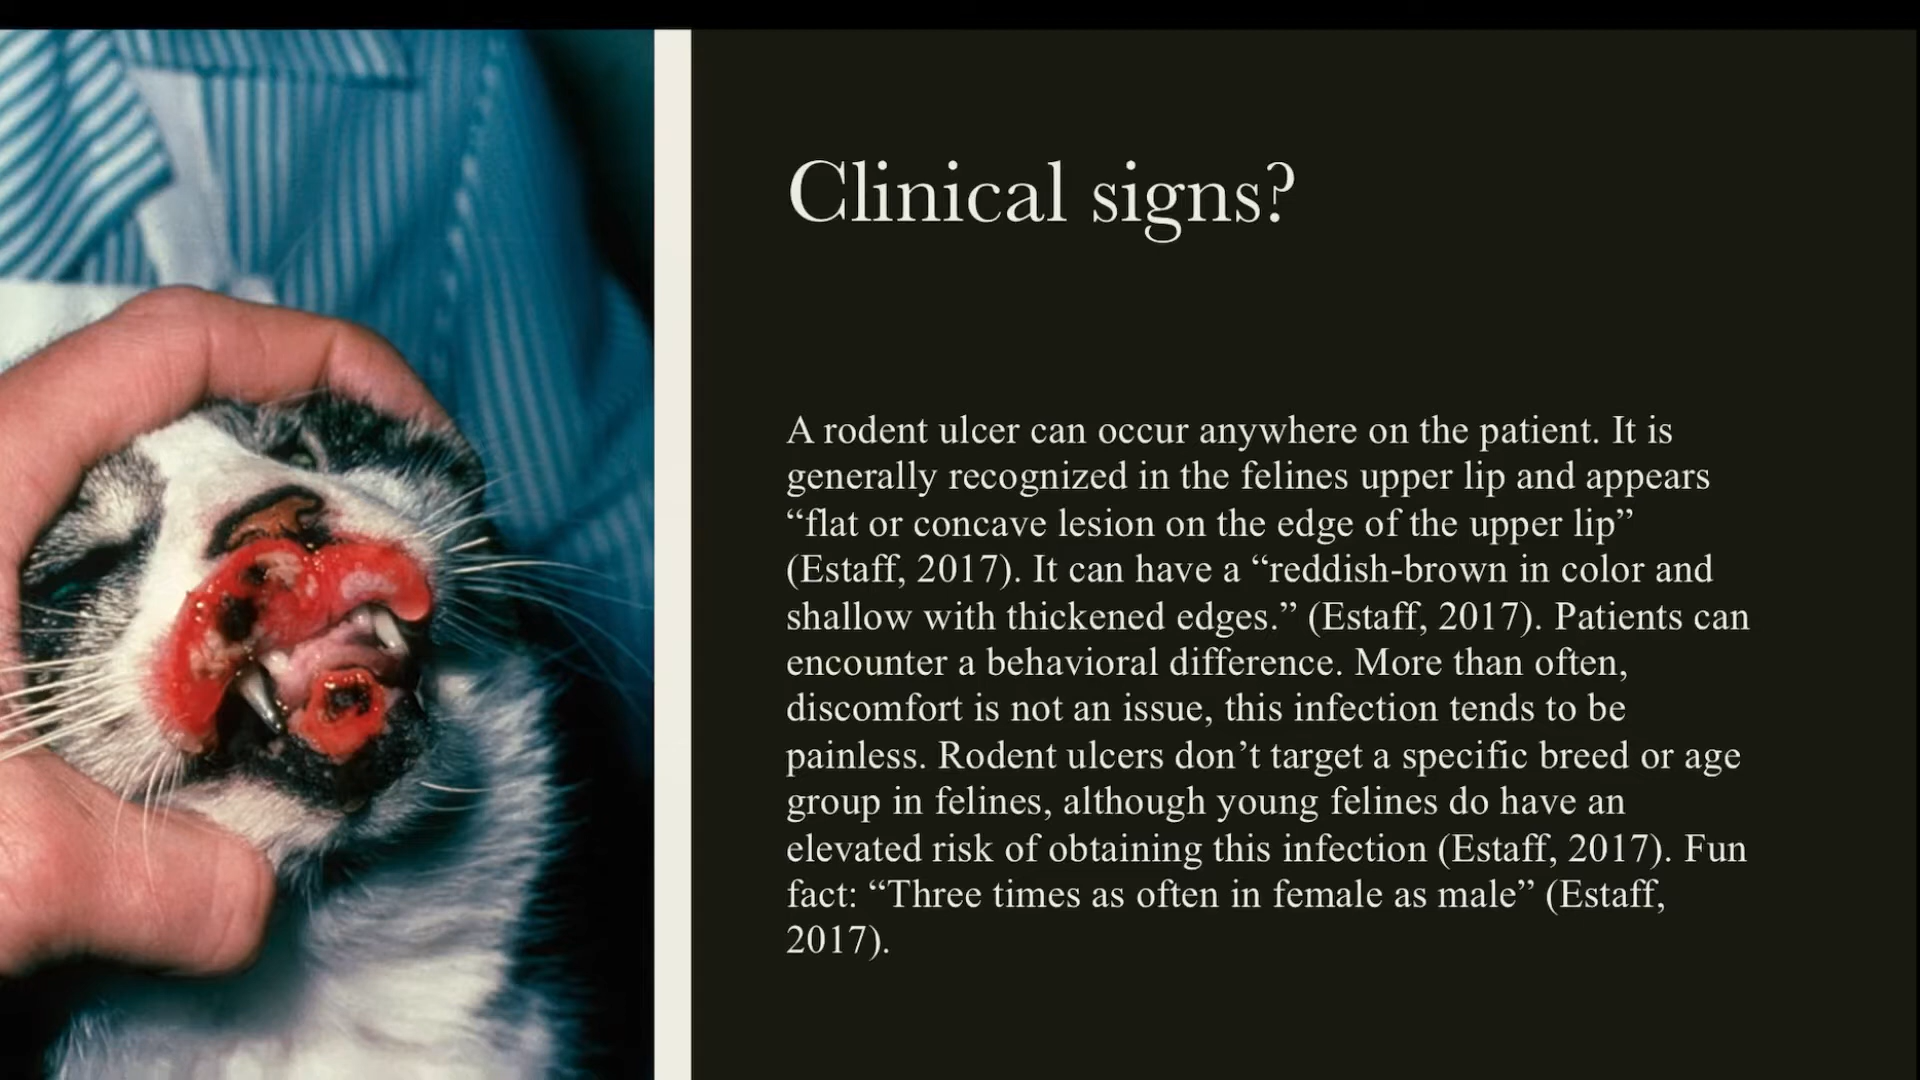 Clinical signs?
A rodent ulcer can occur anywhere on the patient. It is
generally recognized in the felines upper lip and appears
“flat or concave lesion on the edge of the upper lip”
(Estaff, 2017). It can have a “reddish-brown in color and
shallow with thickened edges.” (Estaff, 2017). Patients can
encounter a behavioral difference. More than often,
discomfort is not an issue, this infection tends to be
painless. Rodent ulcers don’t target a specific breed or age
group in felines, although young felines do have an
elevated risk of obtaining this infection (Estaff, 2017). Fun
fact: “Three times as often in female as male” (Estaff,
2017).